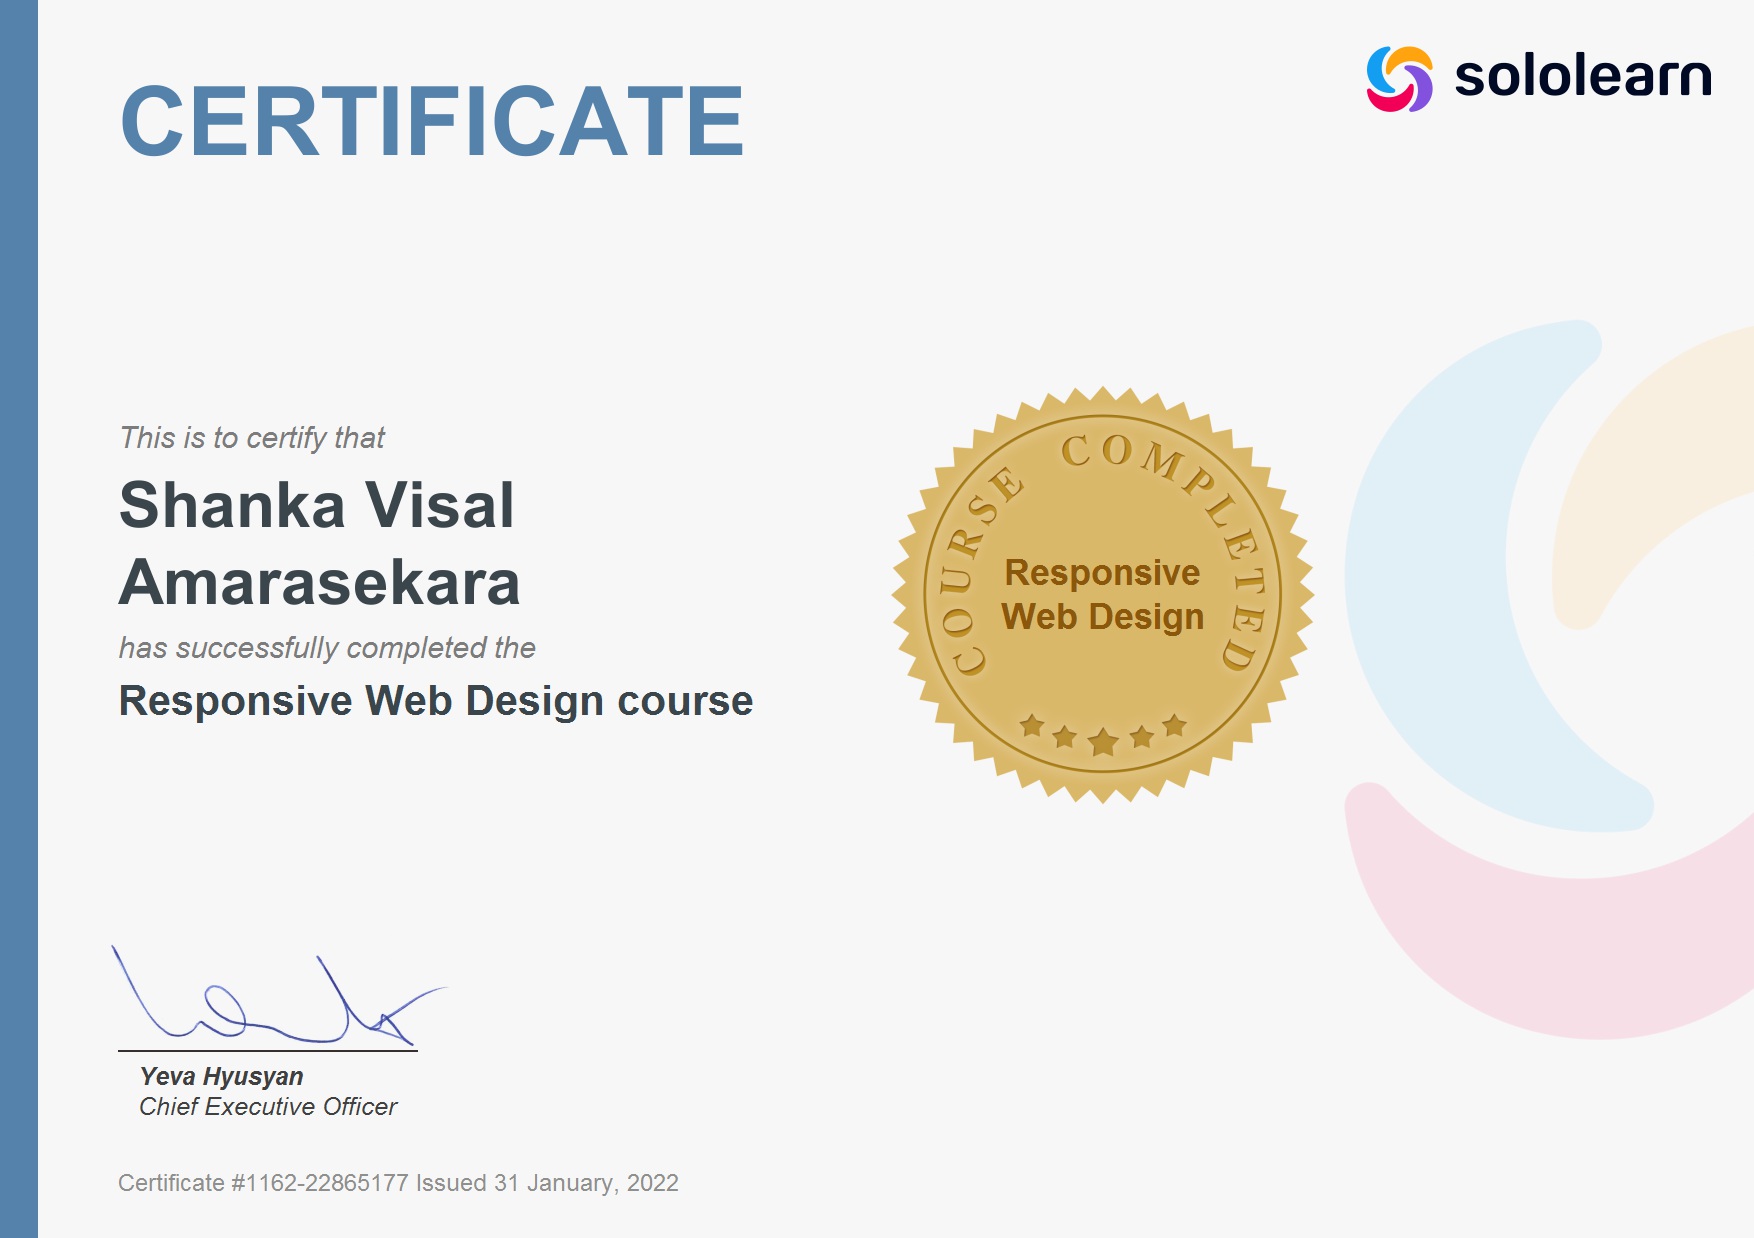 CERTIFICATE
sololearn
This is to certify that
Shanka Visal
Amarasekara
has successfully completed the
Responsive Web Design course
COURSE COMPLETED
Responsive
Web Design
Yeva Hyusyan
Chief Executive Officer
Certificate #1162-22865177 Issued 31 January, 2022